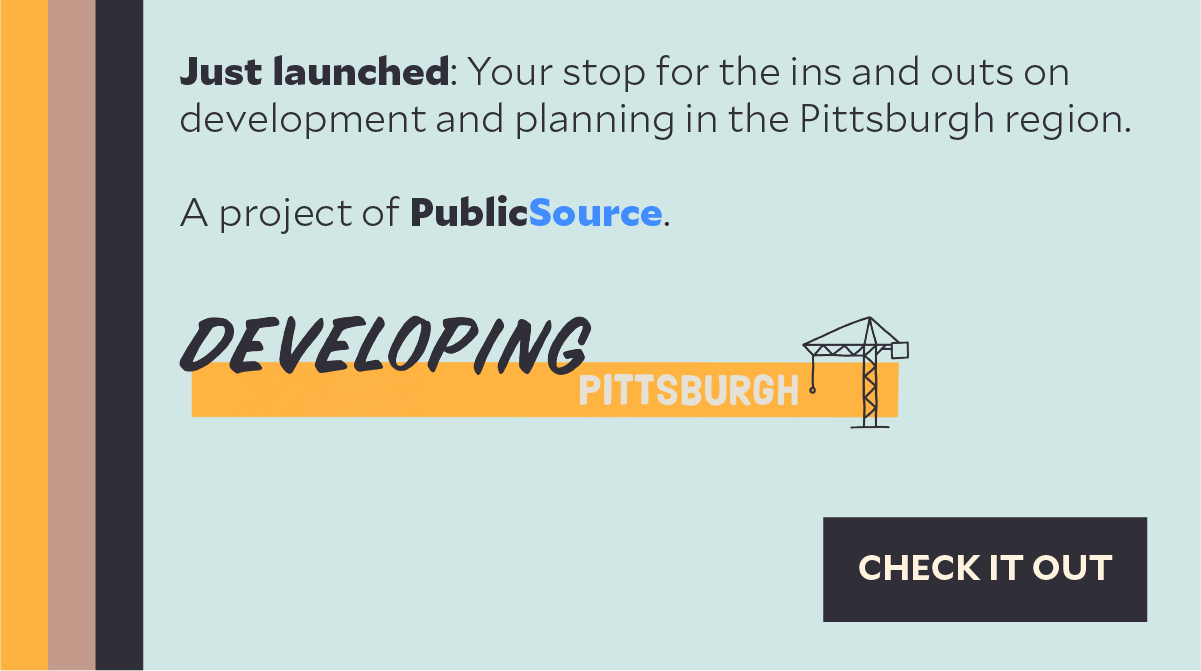 Just launched: Your stop for the ins and outs on
development and planning in the Pittsburgh region.
A project of PublicSource.
DEVELOPING
PITTSBURGH
CHECK IT OUT